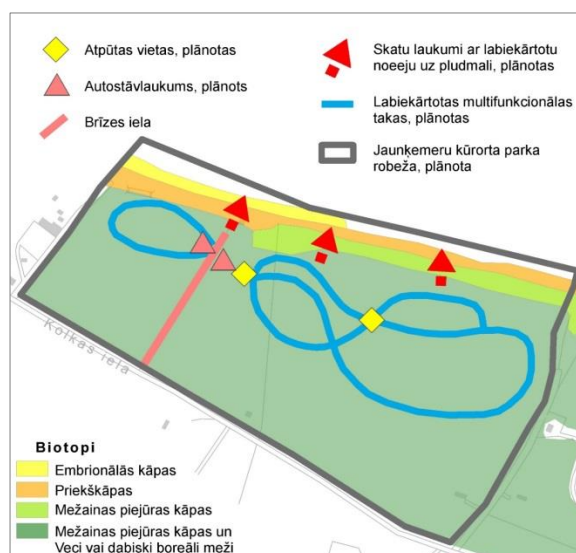 Atpūtas vietas, plānotas
Autostāvlaukums, plānots
Brīzes iela
Skatu laukumi ar labiekārtotu
noeeju uz pludmali, plānotas
Labiekārtotas multifunkcionālas
takas, plānotas
Jaunķemeru kūrorta parka
robeža, plānota
Kolkas iela
Biotopi
Embrionālās kāpas
Priekškāpas
Mežainas piejūras kāpas
Mežainas piejūras kāpas un
Veci vai dabiski boreāli meži